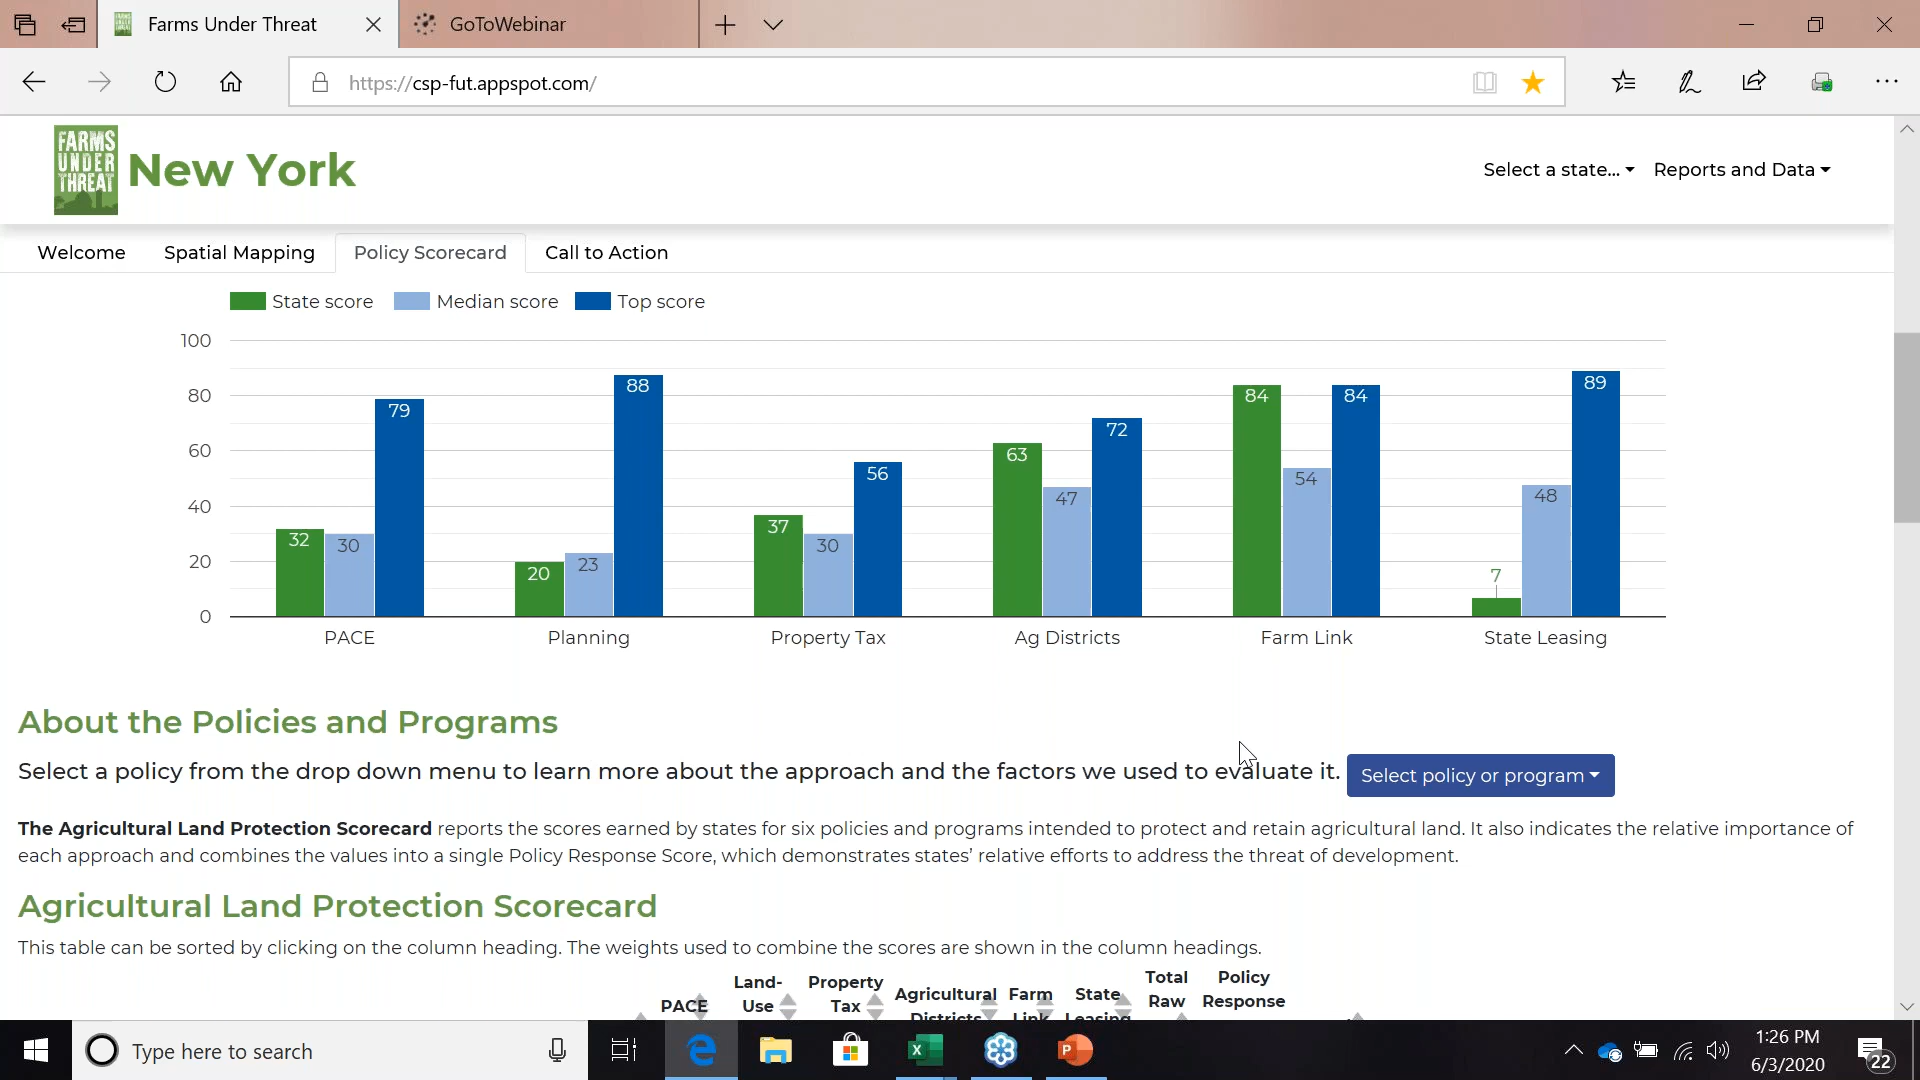 Farms Under Threat
GoToWebinar
https://csp-fut.appspot.com/
FARMS
UNDER
THREAT
New York
Select a state...
Reports and Data
Welcome
Spatial Mapping
Policy Scorecard
Call to Action
State score
Median score
Top score
100
80
60
40
20
0
32
30
79
20
23
88
37
30
56
63
47
72
84
54
84
7
48
89
PACE
Planning
Property Tax
Ag Districts
Farm Link
State Leasing
About the Policies and Programs
Select a policy from the drop down menu to learn more about the approach and the factors we used to evaluate it.
Select policy or program
The Agricultural Land Protection Scorecard reports the scores earned by states for six policies and programs intended to protect and retain agricultural land. It also indicates the relative importance of
each approach and combines the values into a single Policy Response Score, which demonstrates states’ relative efforts to address the threat of development.
Agricultural Land Protection Scorecard
This table can be sorted by clicking on the column heading. The weights used to combine the scores are shown in the column headings.
PACE
Land-
Use
Property
Tax
Agricultural
Districts
Farm
Link
State
Leasing
Total
Raw
Policy
Response
Type here to search
1:26 PM
6/3/2020
22